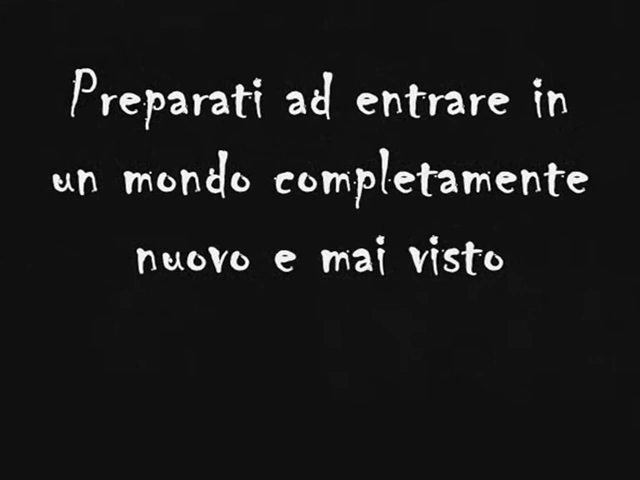 Preparati ad entrare in
un mondo completamente
nuovo e mai visto